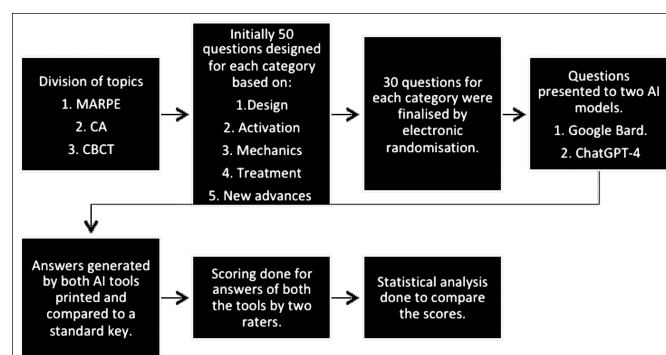 Division of topics
1. MARPE
2. CA
3. CBCT
Initially 50
questions designed
for each category
based on:
1.Design
2. Activation
3. Mechanics
4. Treatment
5. New advances
30 questions for
each category were
finalised by
electronic
randomisation.
Questions
presented to two AI
models.
1. Google Bard.
2. ChatGPT-4
Answers generated
by both AI tools
printed and
compared to a
standard key.
Scoring done for
answers of both
the tools by two
raters.
Statistical analysis
done to compare
the scores.